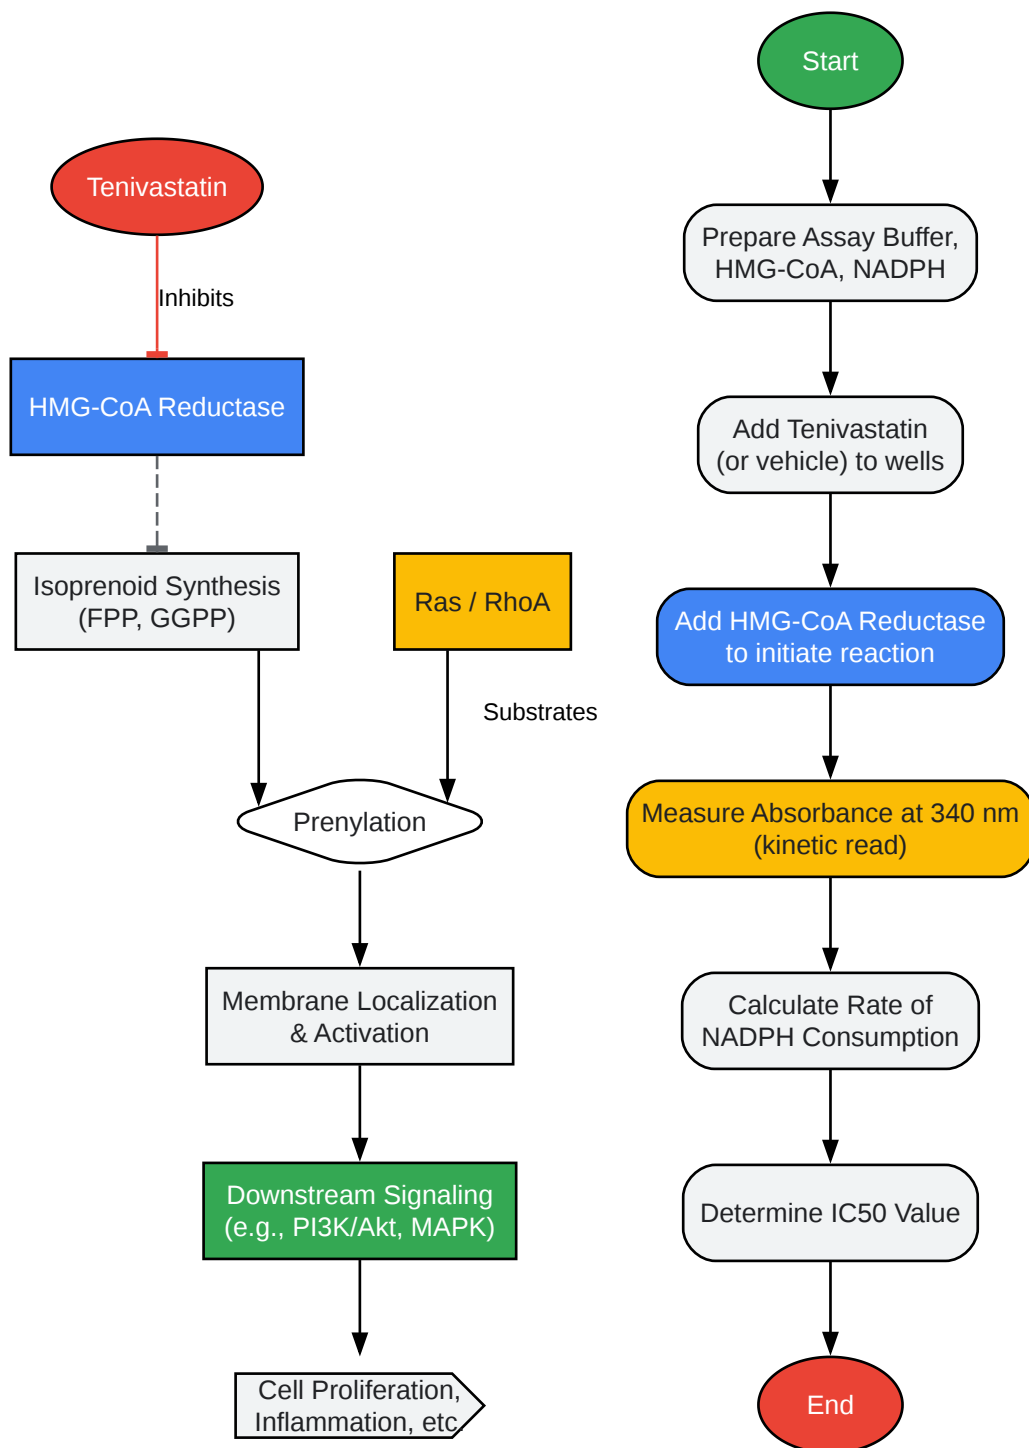 Tenivastatin
Inhibits
HMG-CoA Reductase
Isoprenoid Synthesis
(FPP, GGPP)
Ras / RhoA
Substrates
Prenylation
Membrane Localization
& Activation
Downstream Signaling
(e.g., PI3K/Akt, MAPK)
Cell Proliferation,
Inflammation, etc.
Start
Prepare Assay Buffer,
HMG-CoA, NADPH
Add Tenivastatin
(or vehicle) to wells
Add HMG-CoA Reductase
to initiate reaction
Measure Absorbance at 340 nm
(kinetic read)
Calculate Rate of
NADPH Consumption
Determine IC50 Value
End